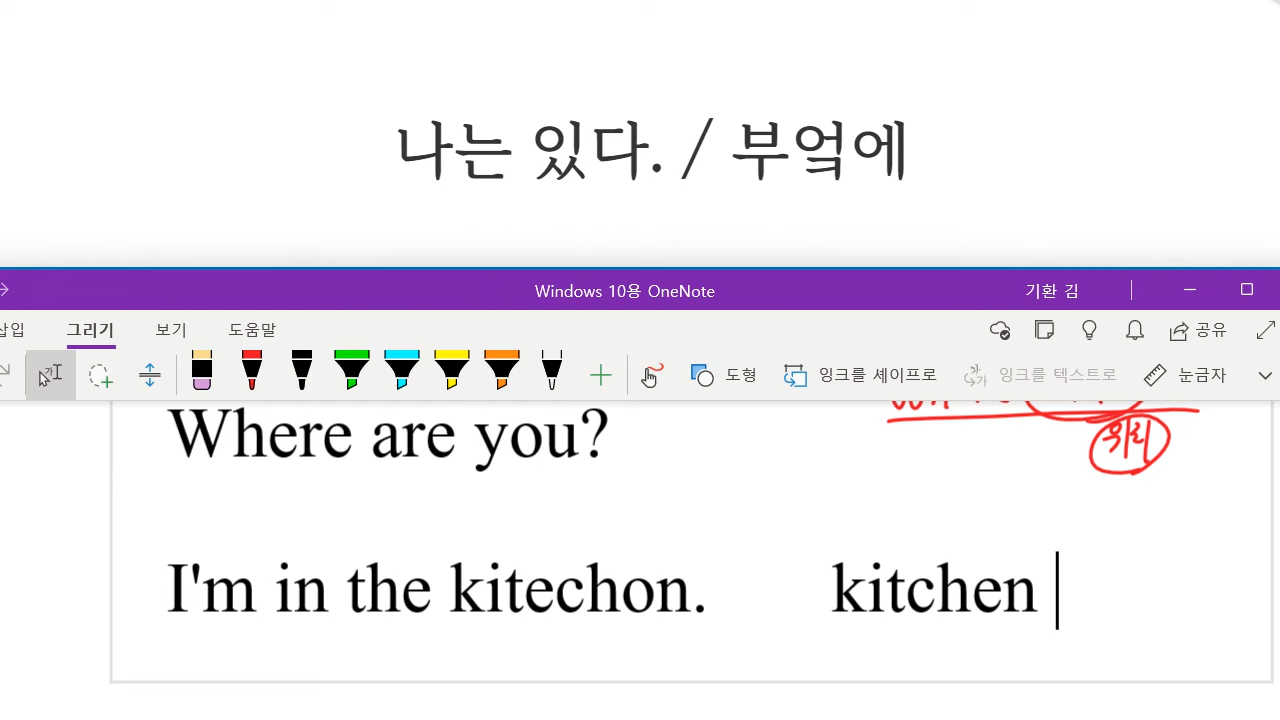 나는 있다. / 부엌에
Windows 10용 OneNote
기환 김
삽입 그리기 보기 도움말
공유
도형 잉크를 셰이프로 잉크를 텍스트로 눈금자
Where are you?
위치
I'm in the kitechon. kitchen